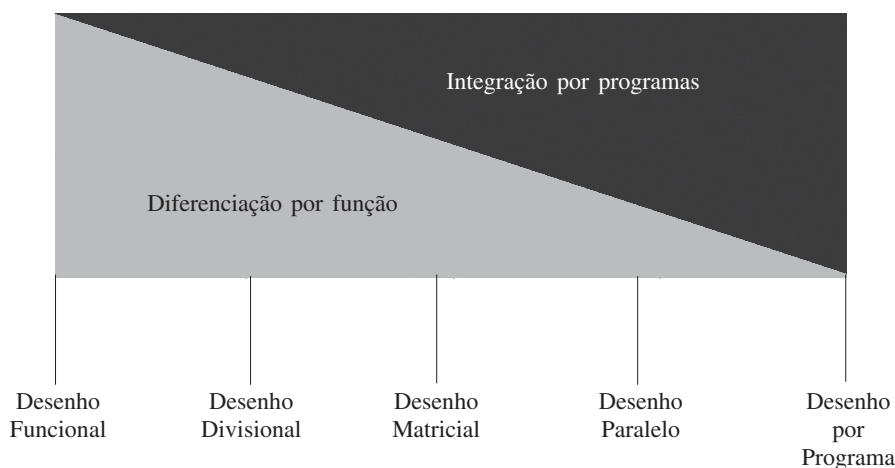 Integração por programas
Diferenciação por função
Desenho
Funcional
Desenho
Divisional
Desenho
Matricial
Desenho
Paralelo
Desenho
por
Programa